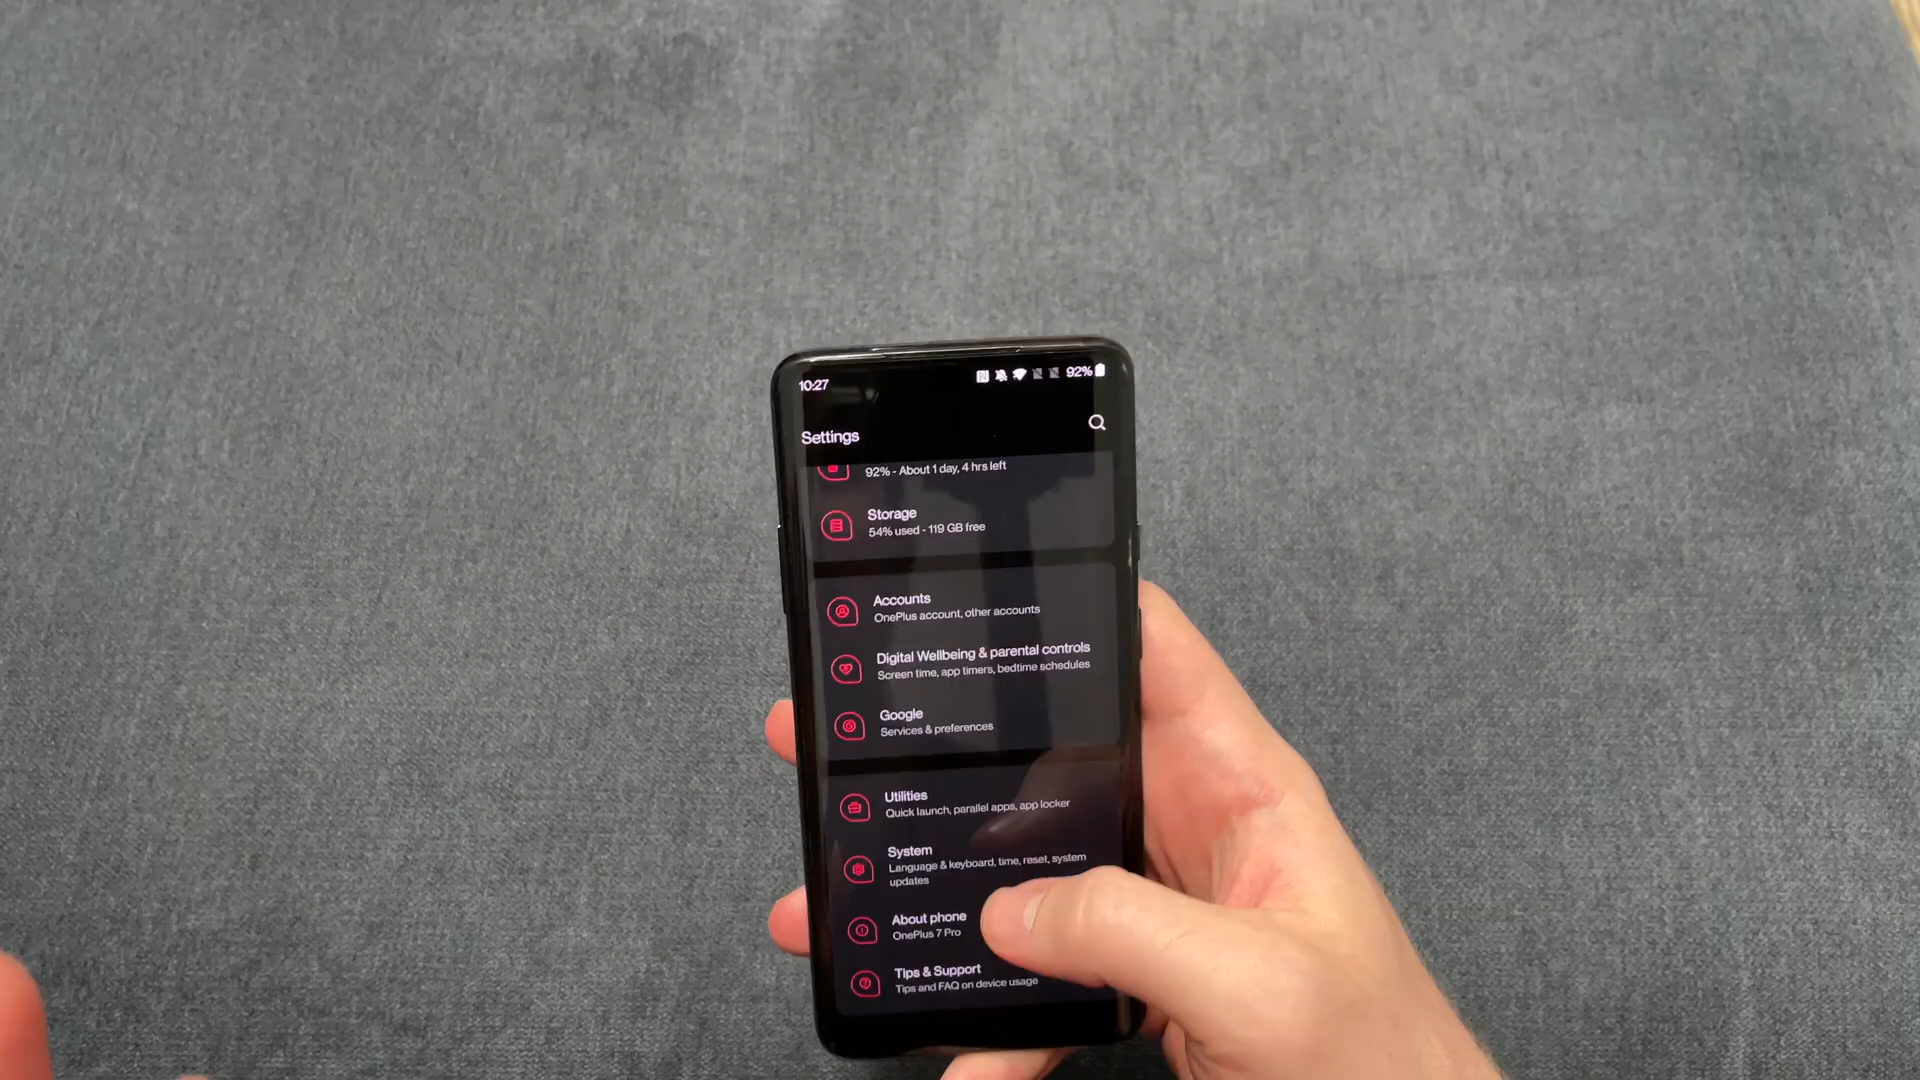 10:27
92%
Settings
92% - About 1 day, 4 hrs left
Storage
54% used - 119 GB free
Accounts
OnePlus account, other accounts
Digital Wellbeing & parental controls
Screen time, app timers, bedtime schedules
Google
Services & preferences
Utilities
Quick launch, parallel apps, app locker
System
Language & keyboard, time, reset, system
updates
About phone
OnePlus 7 Pro
Tips & Support
Tips and FAQ on device usage